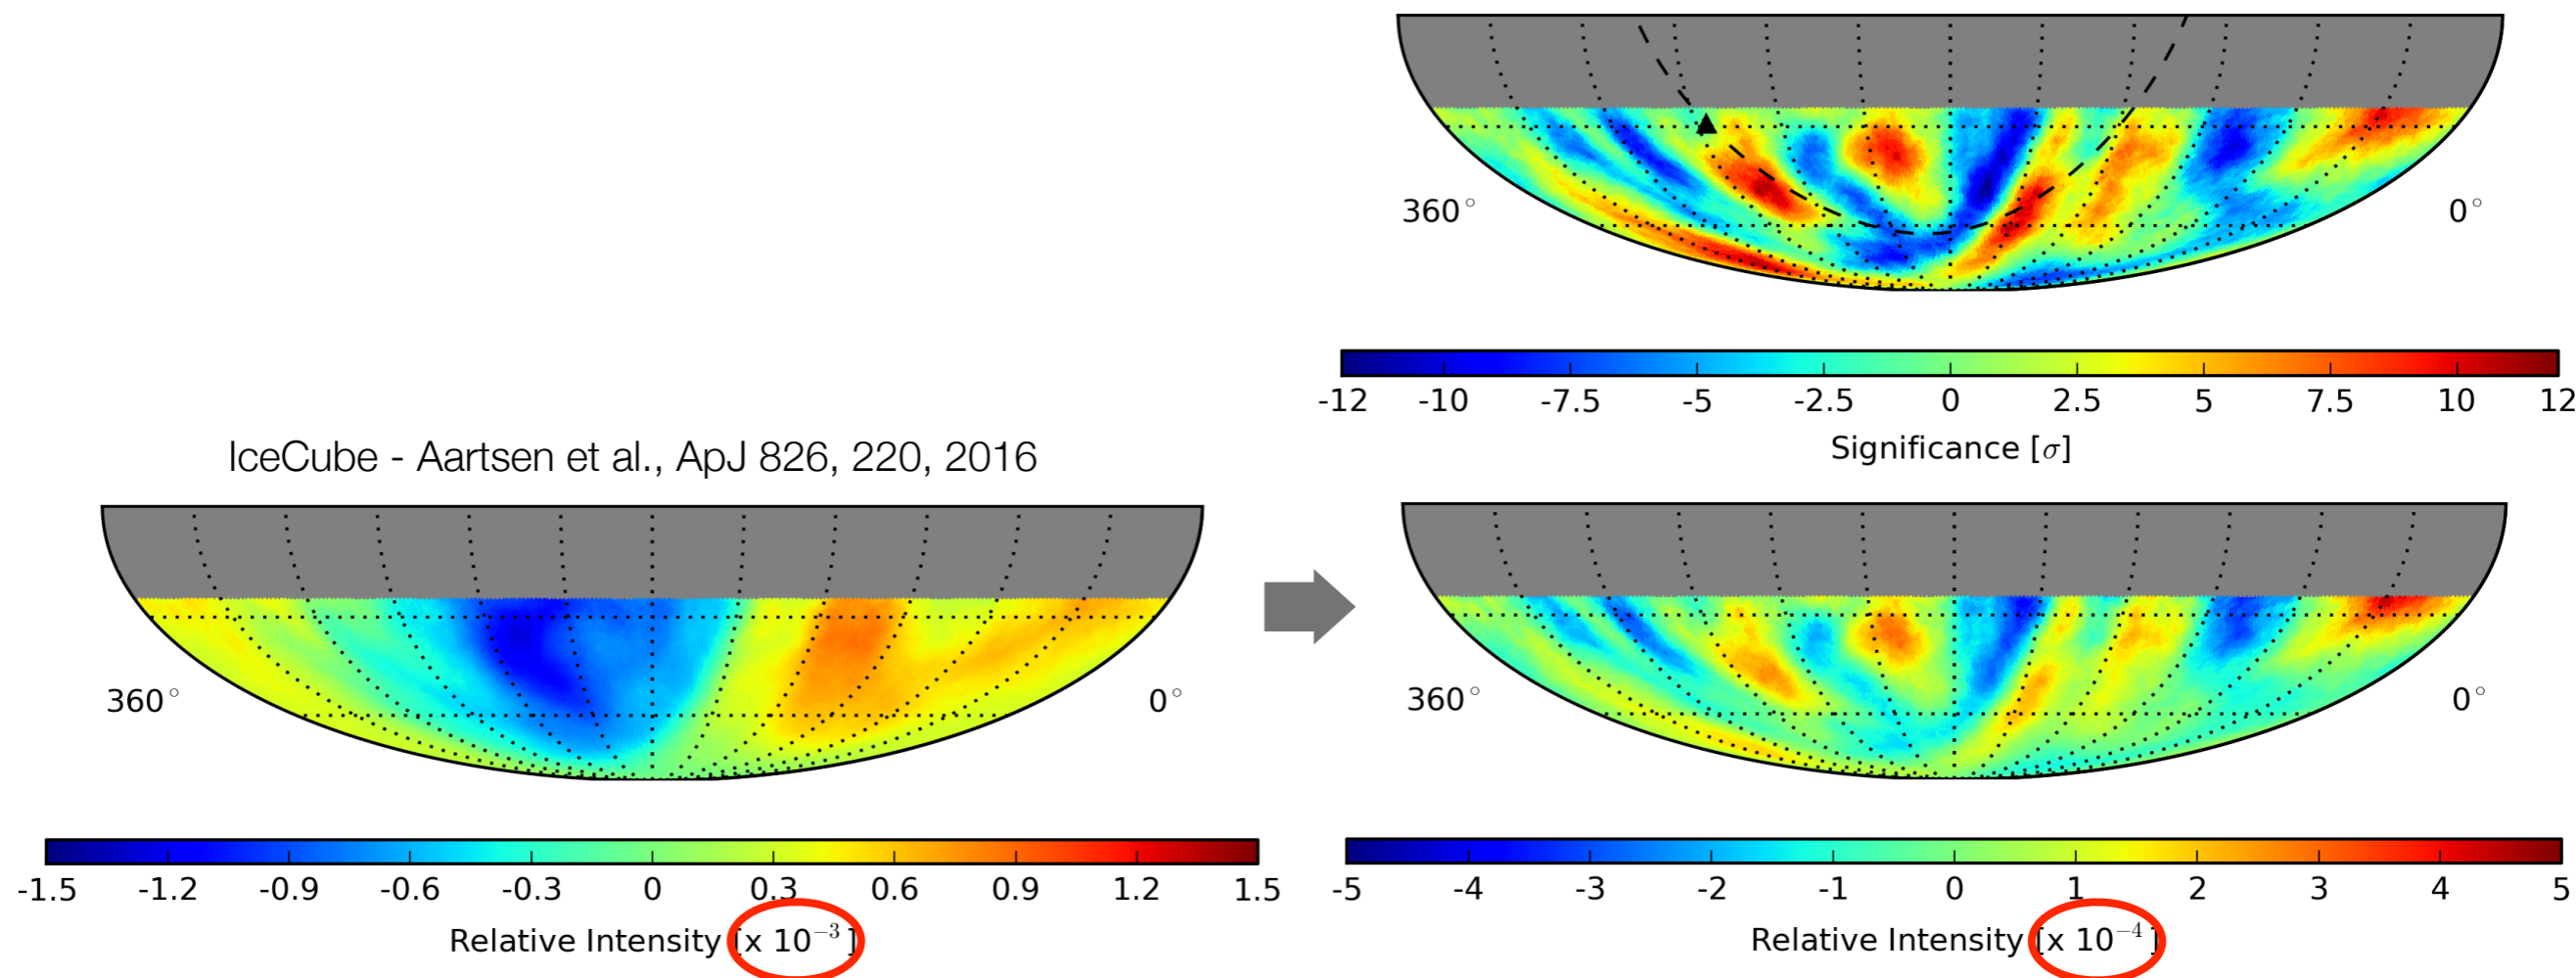 360° 0°
-12 -10 -7.5 -5 -2.5 0 2.5 5 7.5 10 12
Significance [σ]
IceCube - Aartsen et al., ApJ 826, 220, 2016
360° 0°
-1.5 -1.2 -0.9 -0.6 -0.3 0 0.3 0.6 0.9 1.2 1.5
Relative Intensity [x 10⁻³]
360° 0°
-5 -4 -3 -2 -1 0 1 2 3 4 5
Relative Intensity [x 10⁻⁴]